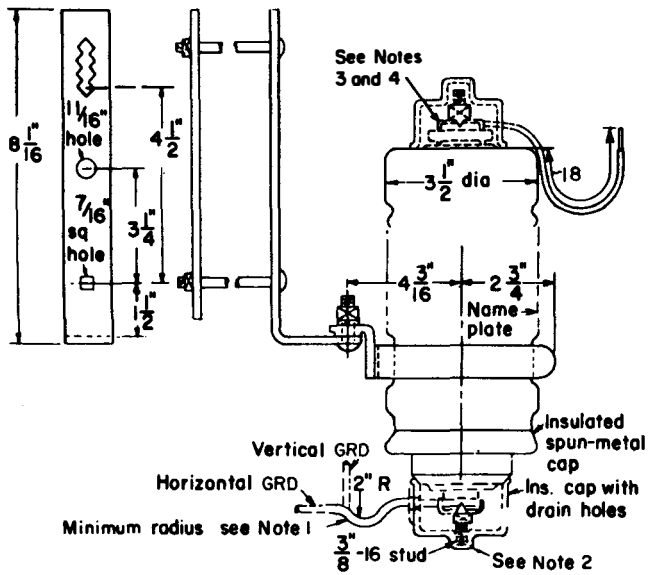 8 1/16"
11/16"
hole
7/16"
sq
hole
4 1/2"
3 1/4"
1 1/2"
See Notes
3 and 4
3 1/2" dia
18
4 3/16"
2 3/4"
Name
plate
Insulated
spun-metal
cap
Vertical GRD
Horizontal GRD
2" R
Ins. cap with
drain holes
Minimum radius see Note 1
3/8"-16 stud
See Note 2